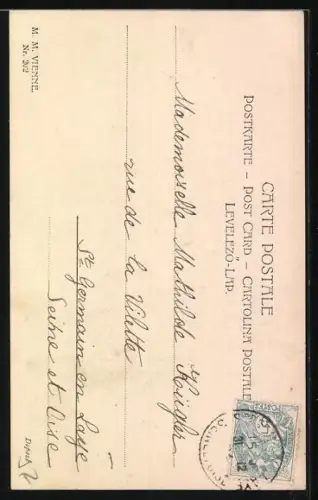 CARTE POSTALE
POSTKARTE – POST CARD – CARTOLINA POSTALE
LEVELEZŐ-LAP.
Mademoiselle Mathilde
rue de la Vilette
St Germain en Laye
Seine et Oise
M. M. VIENNE
Nr. 202